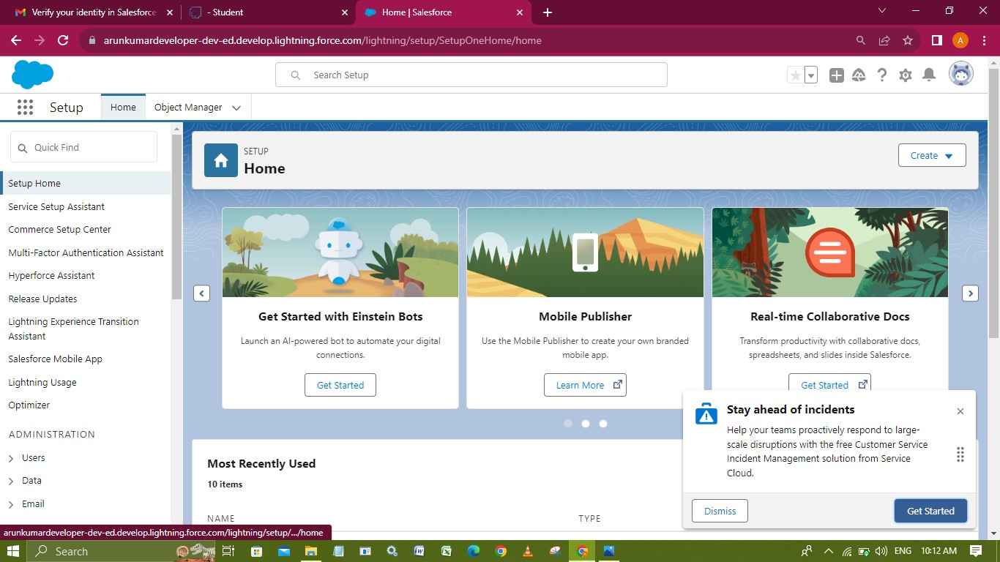 Verify your identity in Salesforce
- Student
Home | Salesforce
arunkumardeveloper-dev-ed.develop.lightning.force.com/lightning/setup/SetupOneHome/home
A
Search Setup
Setup
Home
Object Manager
Quick Find
Setup Home
Service Setup Assistant
Commerce Setup Center
Multi-Factor Authentication Assistant
Hyperforce Assistant
Release Updates
Lightning Experience Transition
Assistant
Salesforce Mobile App
Lightning Usage
Optimizer
ADMINISTRATION
Users
Data
Email
SETUP
Home
Create
Get Started with Einstein Bots
Launch an AI-powered bot to automate your digital
connections.
Get Started
Mobile Publisher
Use the Mobile Publisher to create your own branded
mobile app.
Learn More
Real-time Collaborative Docs
Transform productivity with collaborative docs,
spreadsheets, and slides inside Salesforce.
Get Started
Most Recently Used
10 items
NAME
TYPE
Stay ahead of incidents
Help your teams proactively respond to large-
scale disruptions with the free Customer Service
Incident Management solution from Service
Cloud.
Dismiss
Get Started
arunkumardeveloper-dev-ed.develop.lightning.force.com/lightning/setup/.../home
Search
ENG
10:12 AM